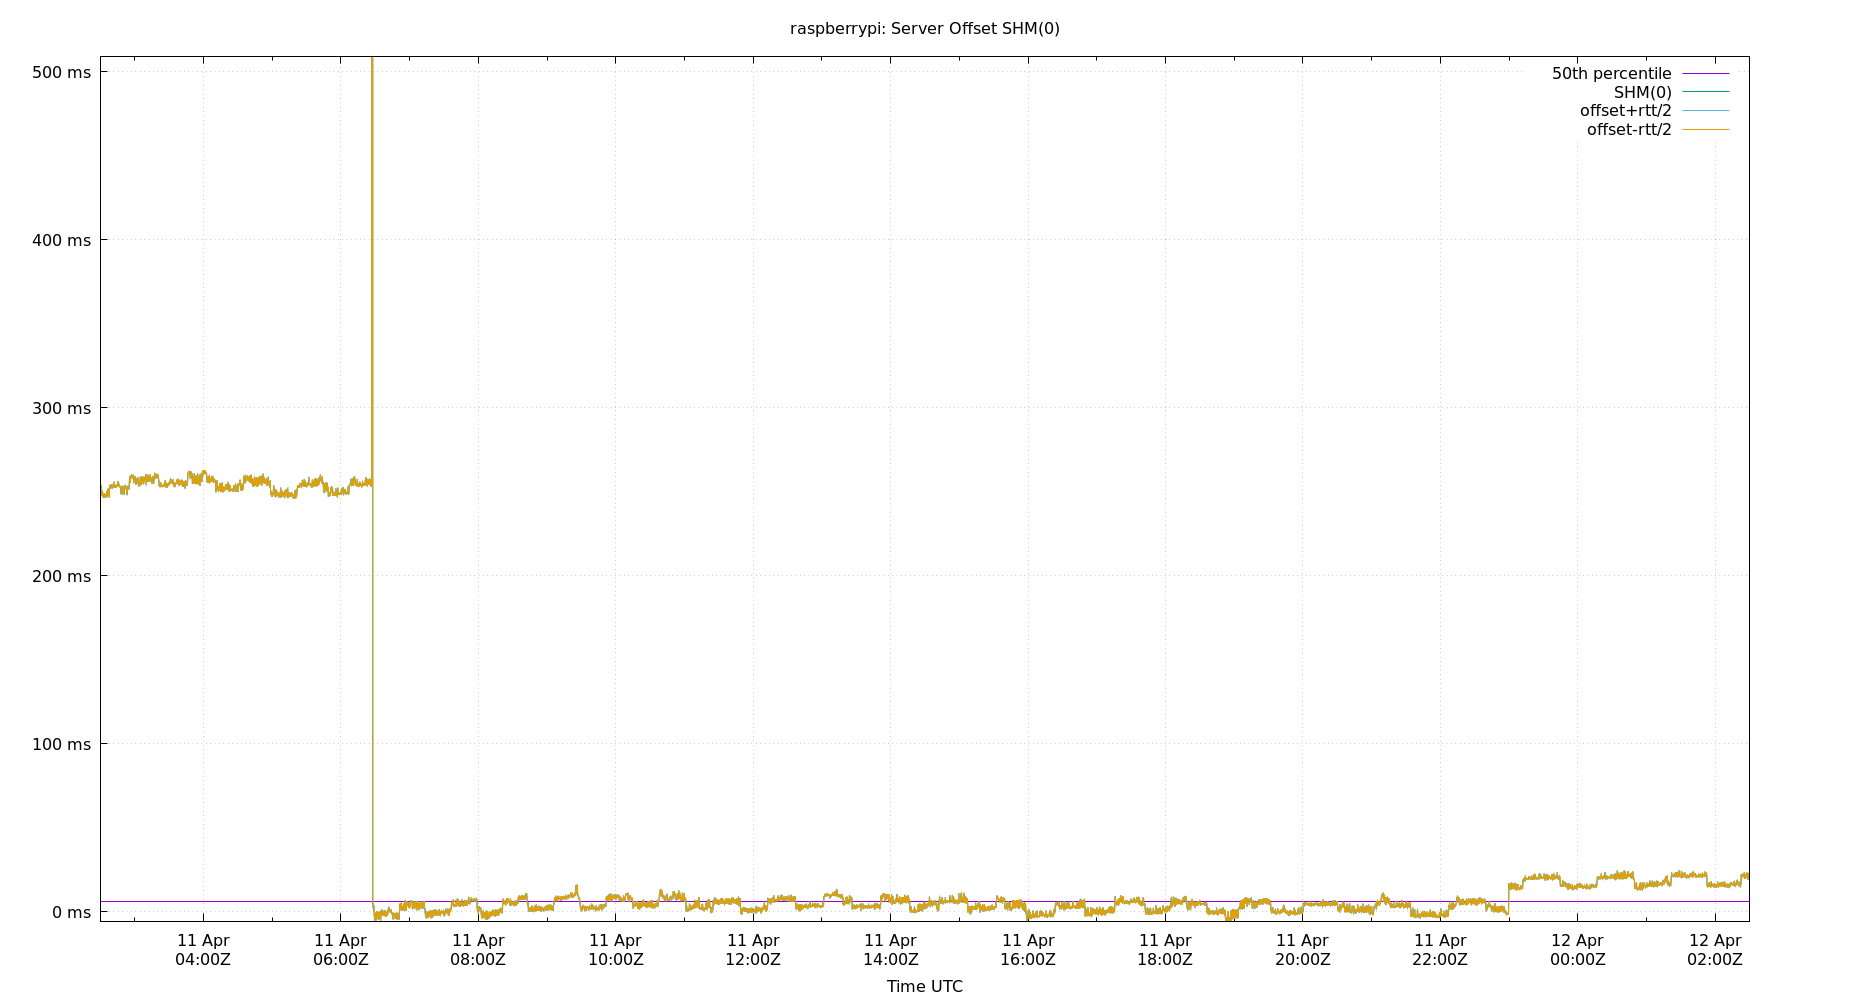 raspberrypi: Server Offset SHM(0)
500 ms
400 ms
300 ms
200 ms
100 ms
0 ms
50th percentile
SHM(0)
offset+rtt/2
offset-rtt/2
11 Apr
04:00Z
11 Apr
06:00Z
11 Apr
08:00Z
11 Apr
10:00Z
11 Apr
12:00Z
11 Apr
14:00Z
11 Apr
16:00Z
11 Apr
18:00Z
11 Apr
20:00Z
11 Apr
22:00Z
12 Apr
00:00Z
12 Apr
02:00Z
Time UTC